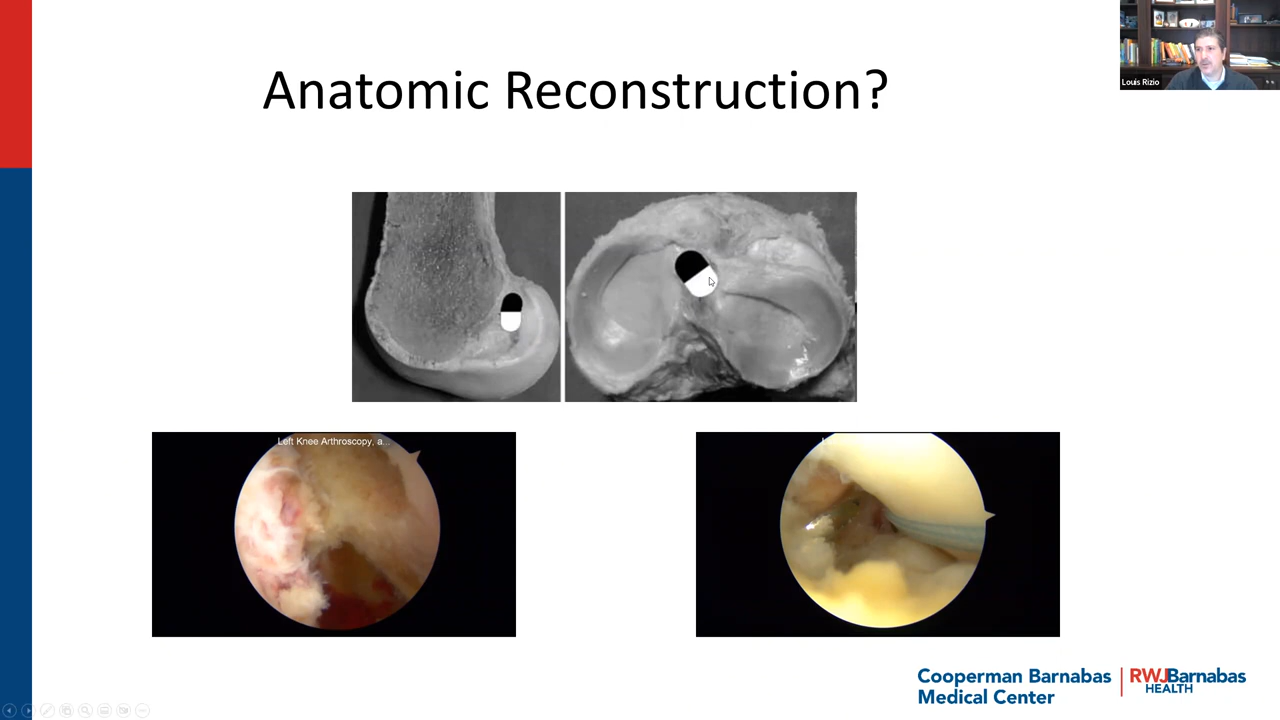 Louis Rizio
Anatomic Reconstruction?
Left Knee Arthroscopy, a...
Cooperman Barnabas
Medical Center
RWJBarnabas
HEALTH